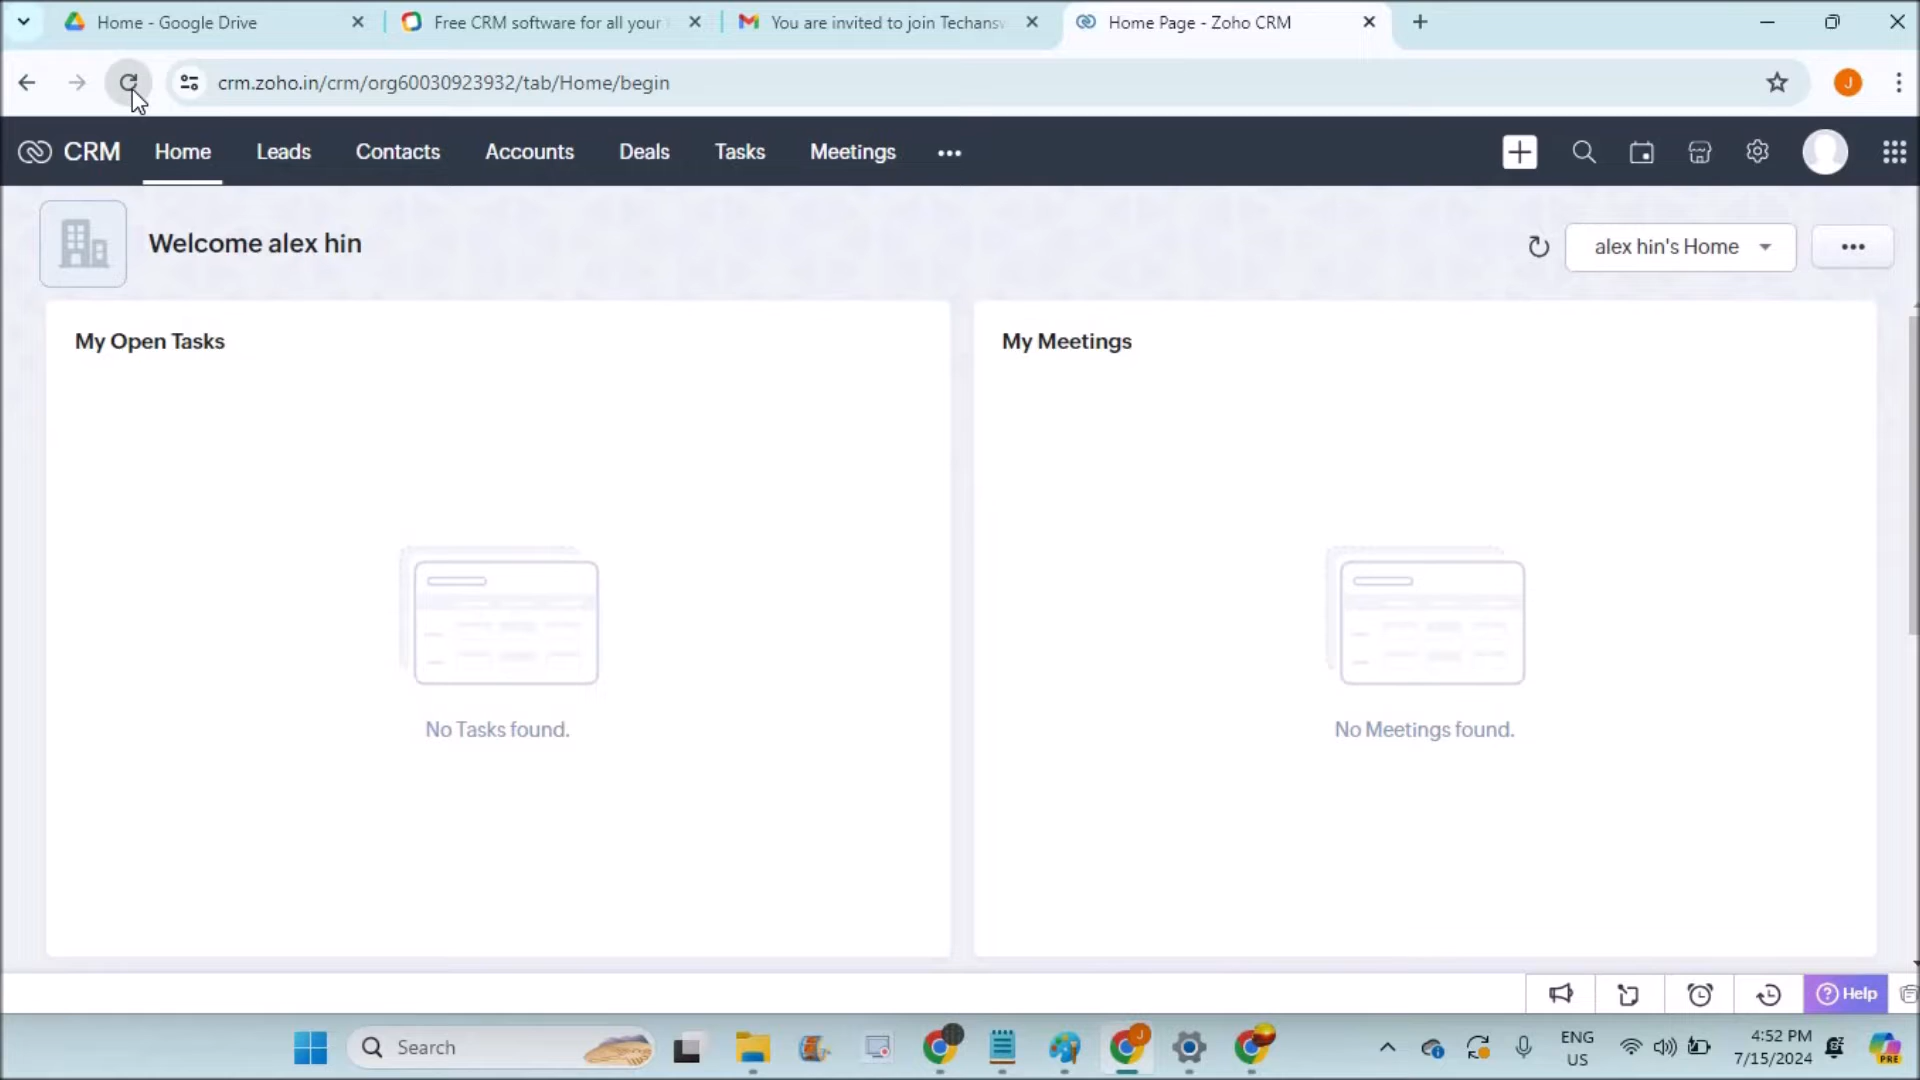 Home - Google Drive
Free CRM software for all your
You are invited to join Techansw
Home Page - Zoho CRM
crm.zoho.in/crm/org60030923932/tab/Home/begin
J
CRM Home Leads Contacts Accounts Deals Tasks Meetings
Welcome alex hin
alex hin's Home
My Open Tasks
My Meetings
No Tasks found.
No Meetings found.
Help
Search
J
ENG
US
4:52 PM
7/15/2024
PRE